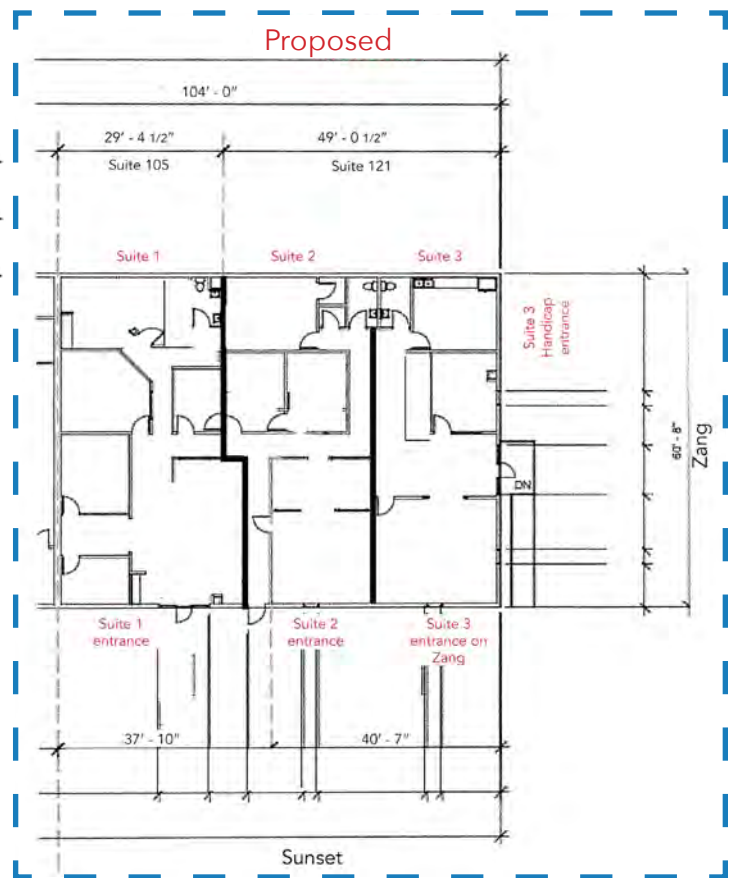 Proposed
104' - 0"
29' - 4 1/2"
49' - 0 1/2"
Suite 105
Suite 121
Suite 1
Suite 2
Suite 3
Suite 3
Handicap
entrance
60' - 8"
Zang
DN
Suite 1
entrance
Suite 2
entrance
Suite 3
entrance on
Zang
37' - 10"
40' - 7"
Sunset